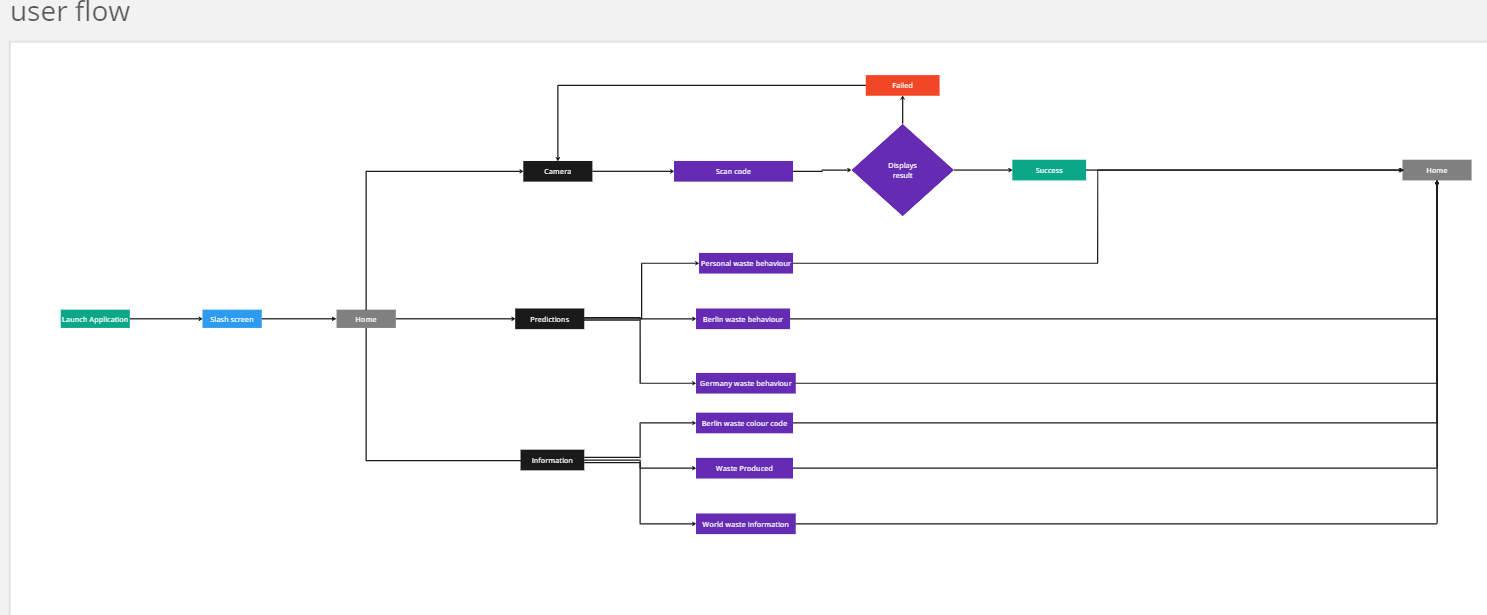 user flow
Failed
Camera
Scan code
Displays
result
Success
Home
Personal waste behaviour
Launch Application
Slash screen
Home
Predictions
Berlin waste behaviour
Germany waste behaviour
Berlin waste colour code
Information
Waste Produced
World waste information